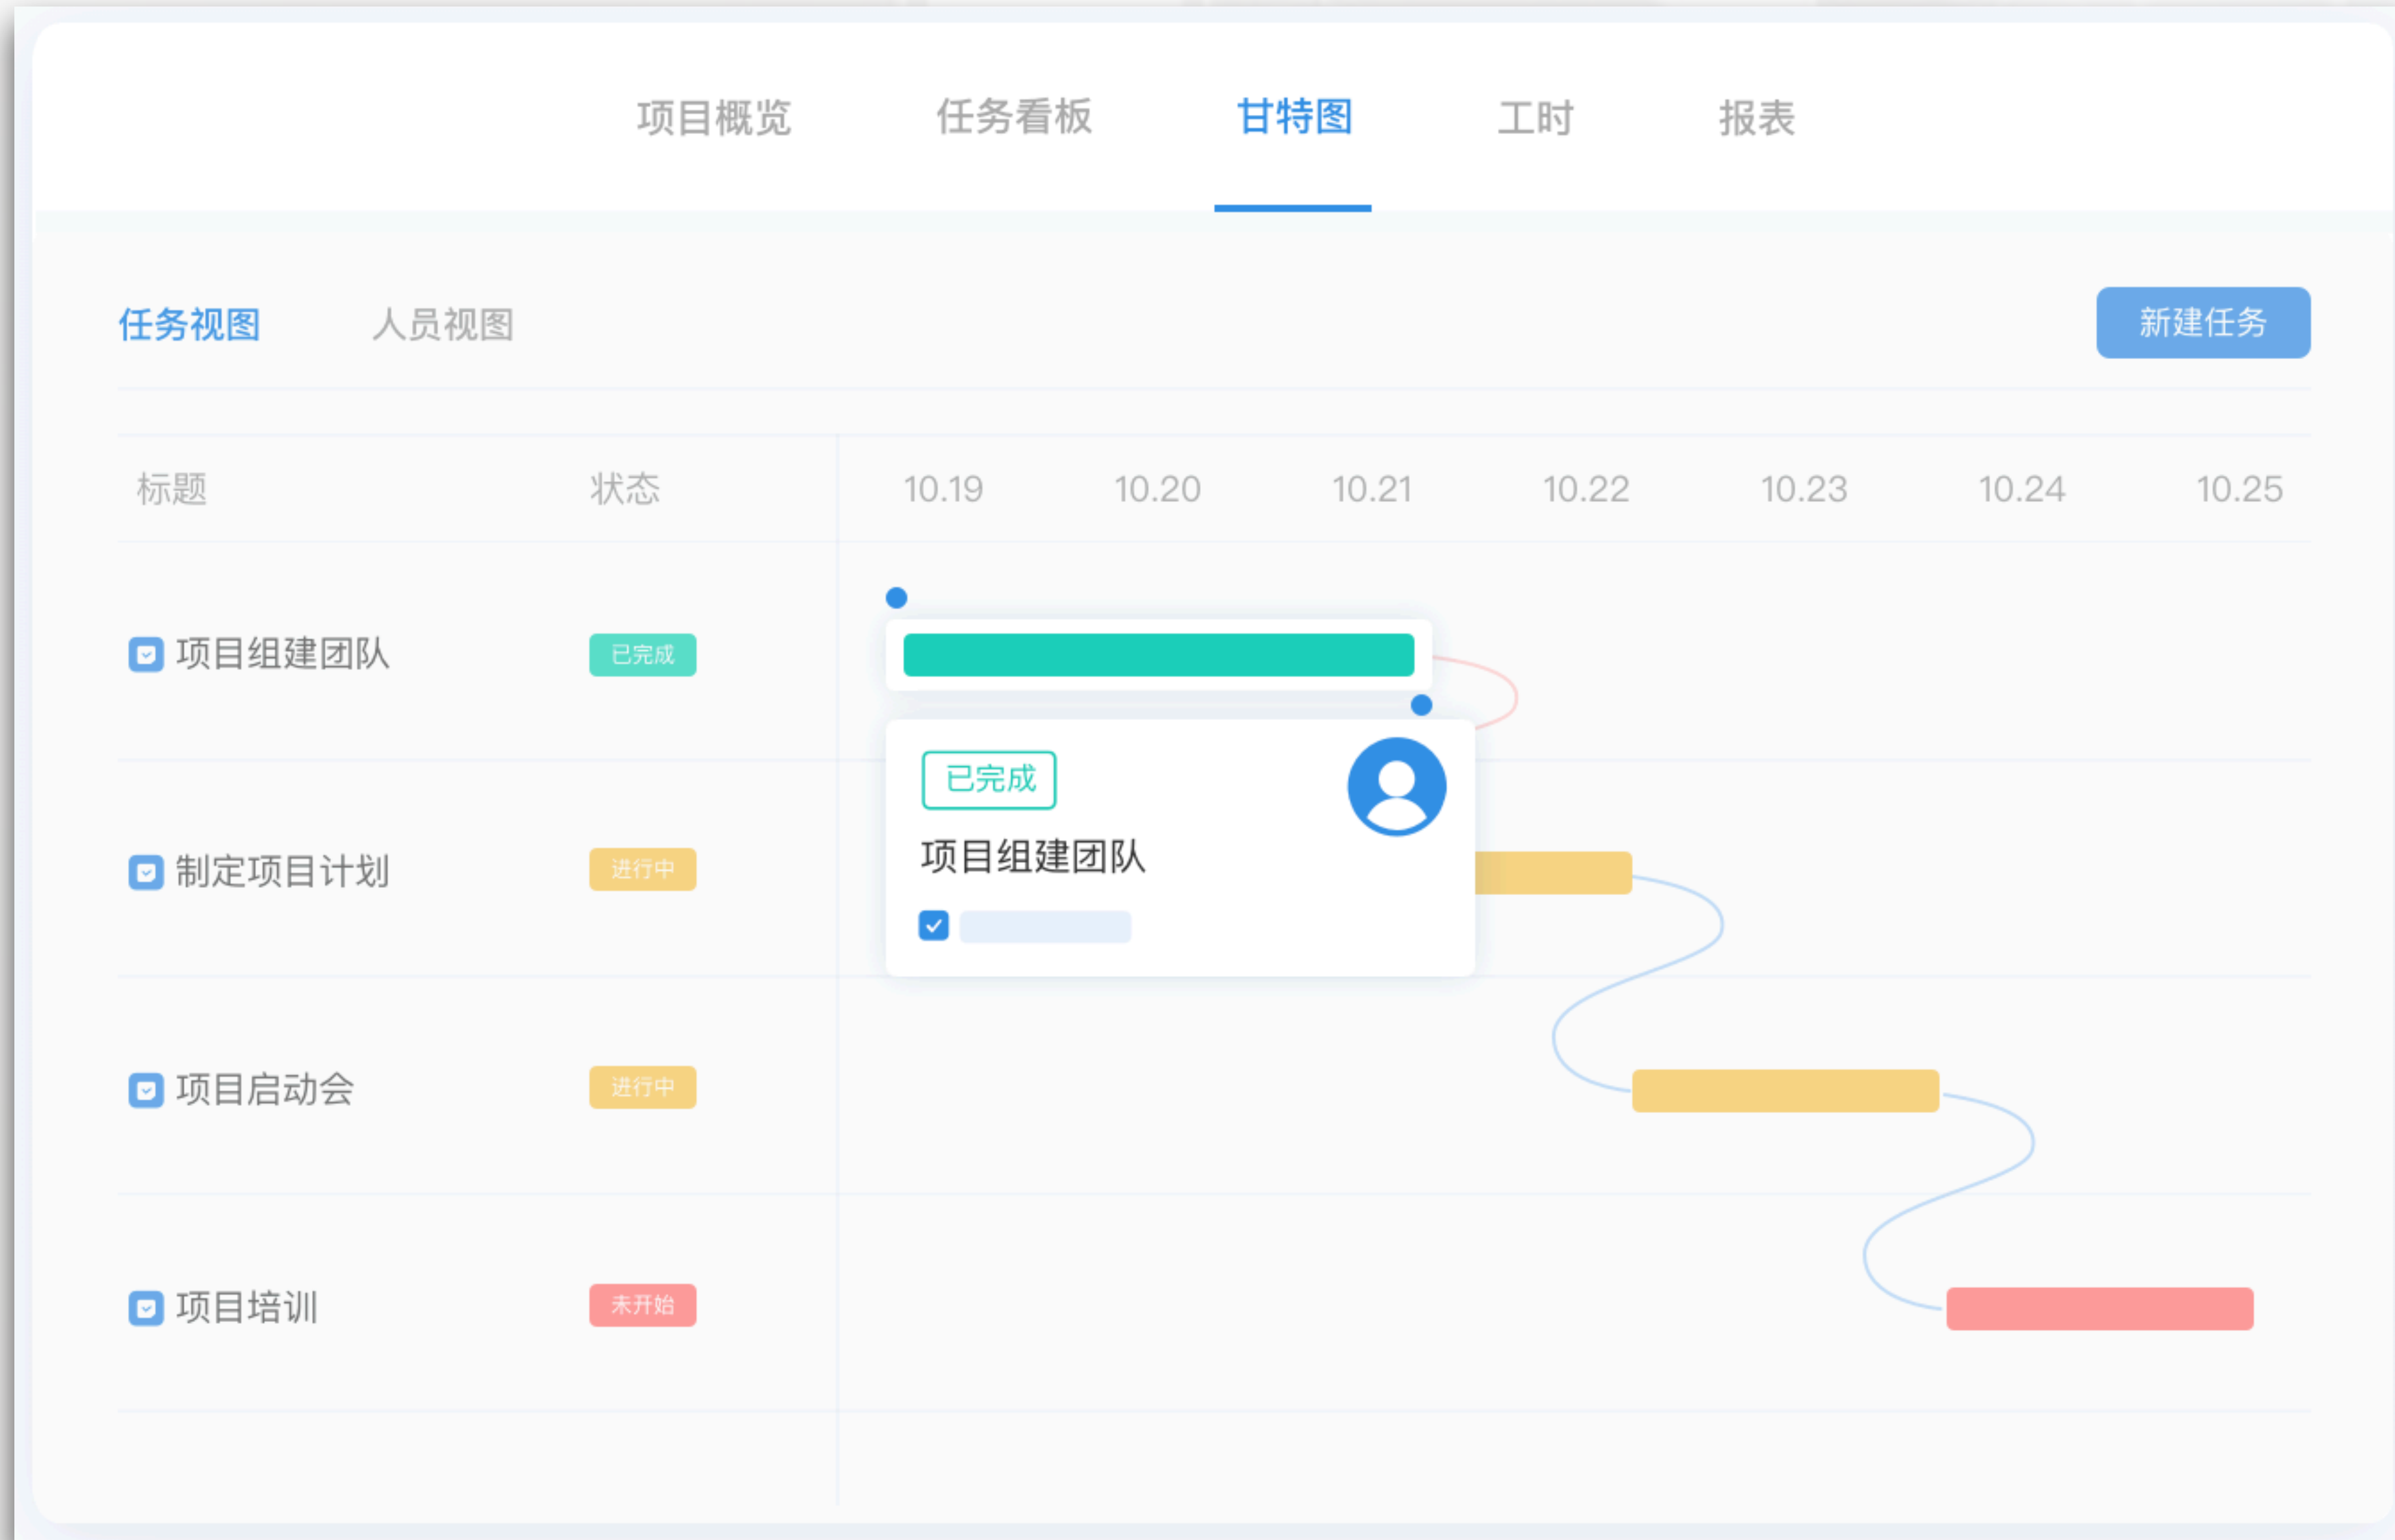 项目概览 任务看板 甘特图 工时 报表
任务视图 人员视图 新建任务
标题 状态 10.19 10.20 10.21 10.22 10.23 10.24 10.25
项目组建团队 已完成
已完成
项目组建团队
制定项目计划 进行中
项目启动会 进行中
项目培训 未开始